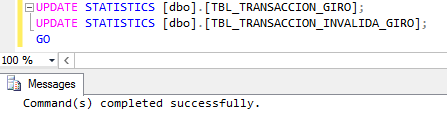 UPDATE STATISTICS [dbo].[TBL_TRANSACCION_GIRO];
UPDATE STATISTICS [dbo].[TBL_TRANSACCION_INVALIDA_GIRO];
GO
100 %
Messages
Command(s) completed successfully.